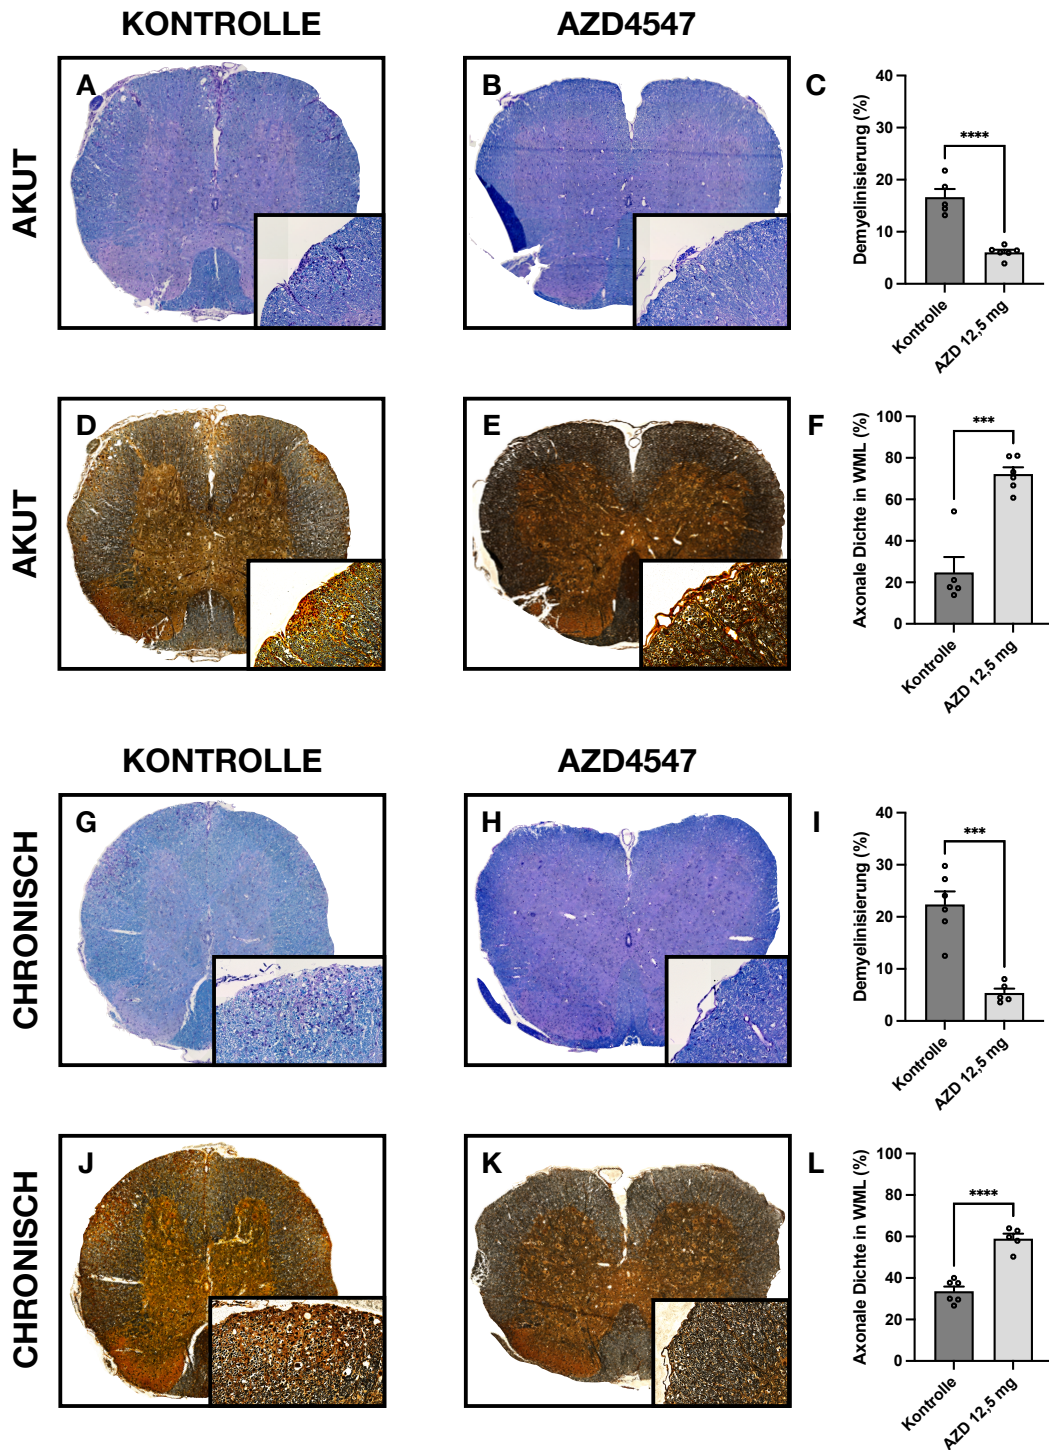 KONTROLLE AZD4547
AKUT
A
B
C
Demyelinisierung (%)
40
30
20
10
0
****
Kontrolle
AZD 12,5 mg
AKUT
D
E
F
Axonale Dichte in WML (%)
100
80
60
40
20
0
***
Kontrolle
AZD 12,5 mg
KONTROLLE AZD4547
CHRONISCH
G
H
I
Demyelinisierung (%)
40
30
20
10
0
***
Kontrolle
AZD 12,5 mg
CHRONISCH
J
K
L
Axonale Dichte in WML (%)
100
80
60
40
20
0
****
Kontrolle
AZD 12,5 mg